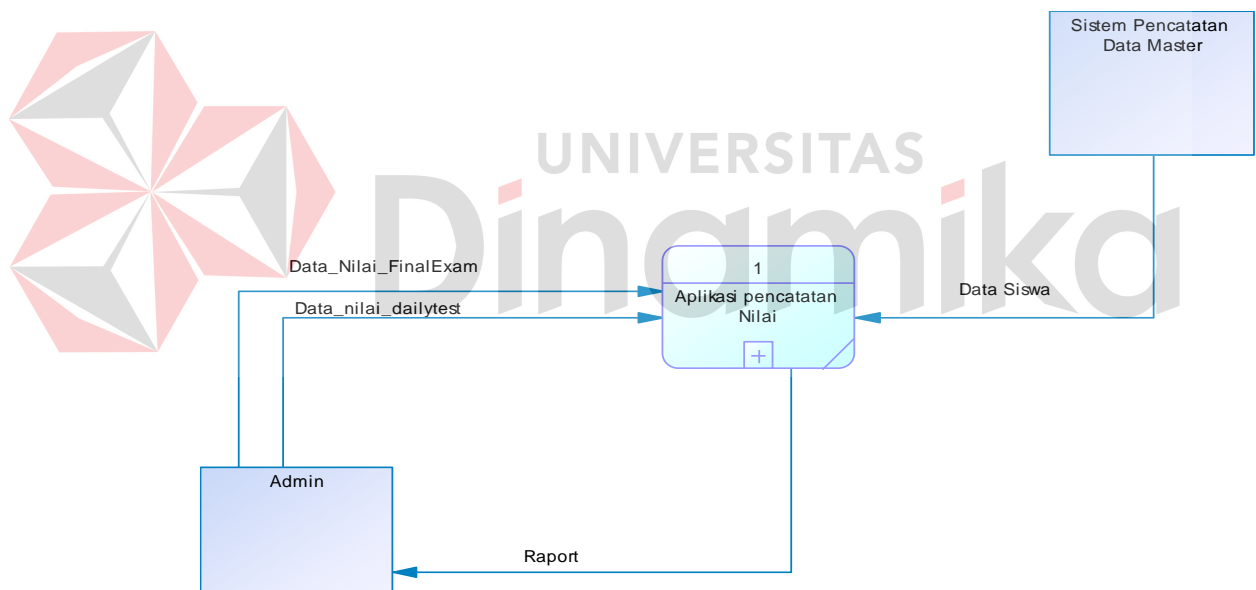 Sistem Pencatatan
Data Master
UNIVERSITAS
Dinamika
Data_Nilai_FinalExam
Data_nilai_dailytest
1
Aplikasi pencatatan
Nilai
Data Siswa
Admin
Raport